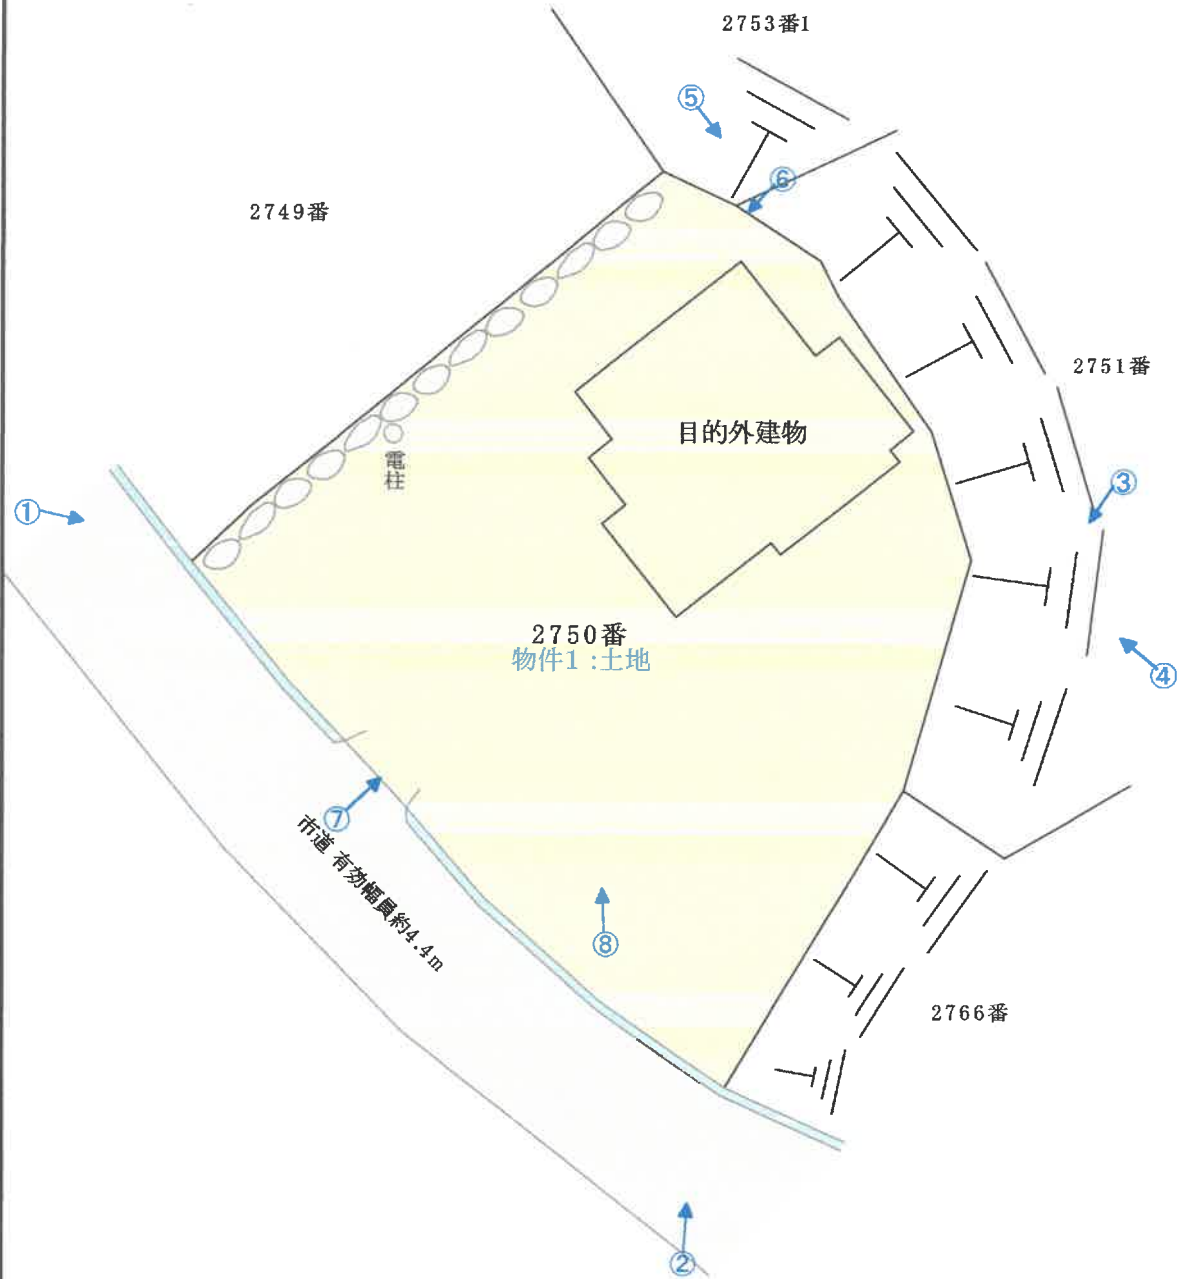 2753番1
⑤
⑥
2749番
2751番
目的外建物
電柱
①
③
2750番
物件1:土地
④
⑦
市道 有効幅員約4.4m
⑧
2766番
②